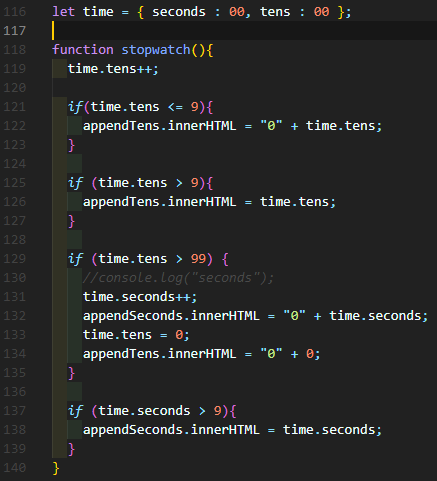 116 let time = { seconds : 00, tens : 00 };
117
118 function stopwatch(){
119   time.tens++;
120
121   if(time.tens <= 9){
122     appendTens.innerHTML = "0" + time.tens;
123   }
124
125   if (time.tens > 9){
126     appendTens.innerHTML = time.tens;
127   }
128
129   if (time.tens > 99) {
130     //console.log("seconds");
131     time.seconds++;
132     appendSeconds.innerHTML = "0" + time.seconds;
133     time.tens = 0;
134     appendTens.innerHTML = "0" + 0;
135   }
136
137   if (time.seconds > 9){
138     appendSeconds.innerHTML = time.seconds;
139   }
140 }